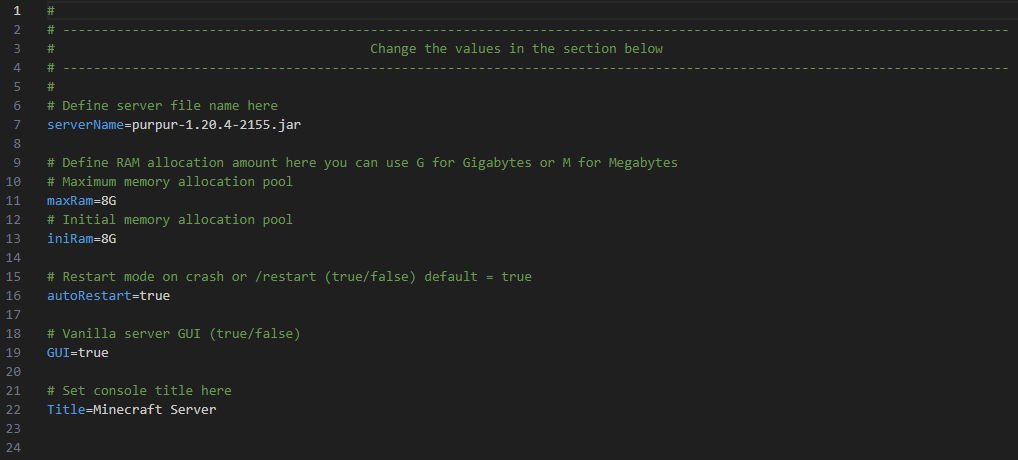 1 #
2 # ---------------------------------------------------------------------------------------------------------------------------
3 # Change the values in the section below
4 # ---------------------------------------------------------------------------------------------------------------------------
5 #
6 # Define server file name here
7 serverName=purpur-1.20.4-2155.jar
8
9 # Define RAM allocation amount here you can use G for Gigabytes or M for Megabytes
10 # Maximum memory allocation pool
11 maxRam=8G
12 # Initial memory allocation pool
13 iniRam=8G
14
15 # Restart mode on crash or /restart (true/false) default = true
16 autoRestart=true
17
18 # Vanilla server GUI (true/false)
19 GUI=true
20
21 # Set console title here
22 Title=Minecraft Server
23
24